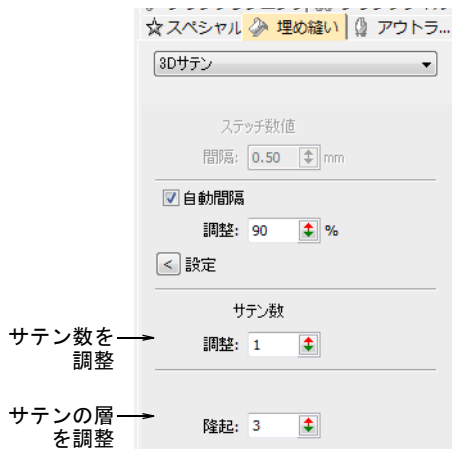 スペシャル 埋め縫い アウトラ...
3Dサテン
ステッチ数値
間隔: 0.50 mm
自動間隔
調整: 90 %
< 設定
サテン数
サテン数を
調整
調整: 1
サテンの層
を調整
隆起: 3